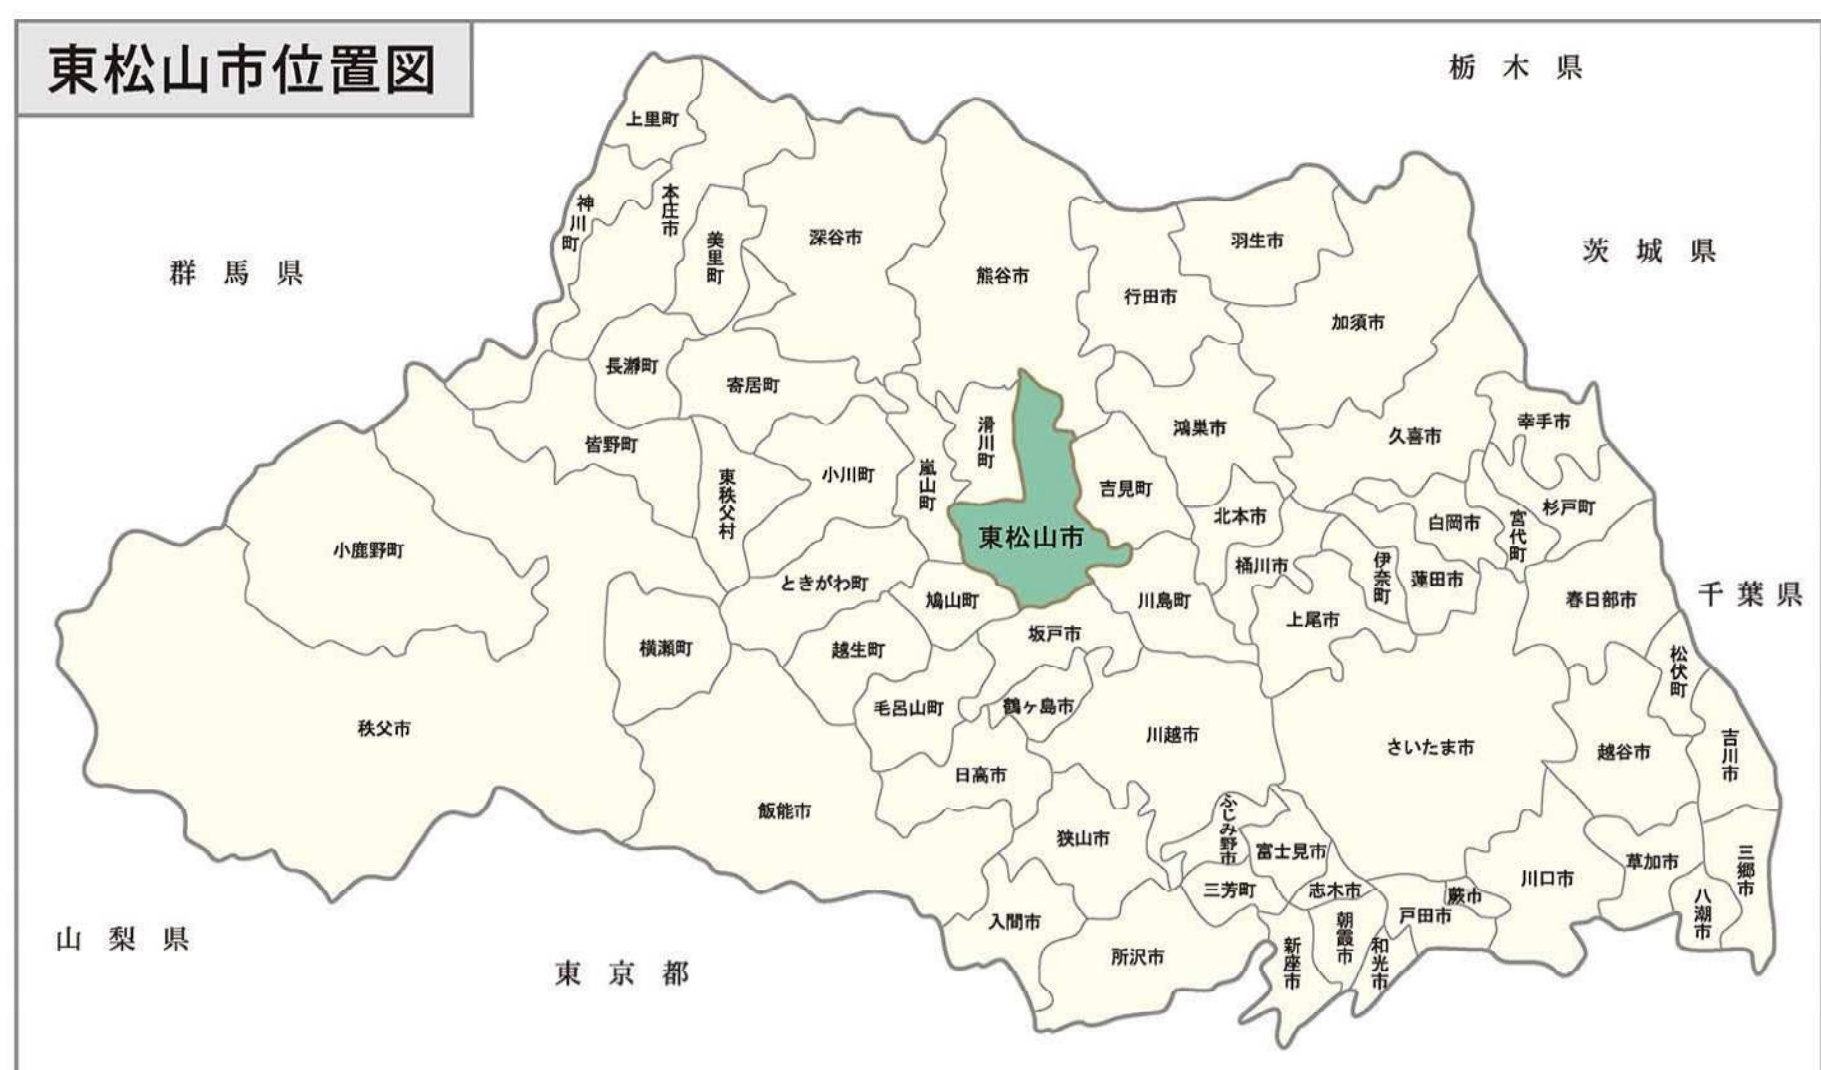 東松山市位置図
栃木県
群馬県
茨城県
千葉県
山梨県
東京都
上里町
神川町
本庄市
美里町
深谷市
熊谷市
行田市
羽生市
加須市
長瀞町
寄居町
皆野町
東秩父村
小川町
嵐山町
滑川町
東松山市
吉見町
鴻巣市
久喜市
幸手市
北本市
白岡市
宮代町
杉戸町
小鹿野町
ときがわ町
鳩山町
川島町
桶川市
伊奈町
蓮田市
上尾市
春日部市
横瀬町
越生町
坂戸市
松伏町
秩父市
毛呂山町
鶴ヶ島市
川越市
さいたま市
越谷市
吉川市
日高市
飯能市
狭山市
ふじみ野市
富士見市
三芳町
志木市
蕨市
戸田市
川口市
草加市
八潮市
三郷市
入間市
所沢市
新座市
朝霞市
和光市